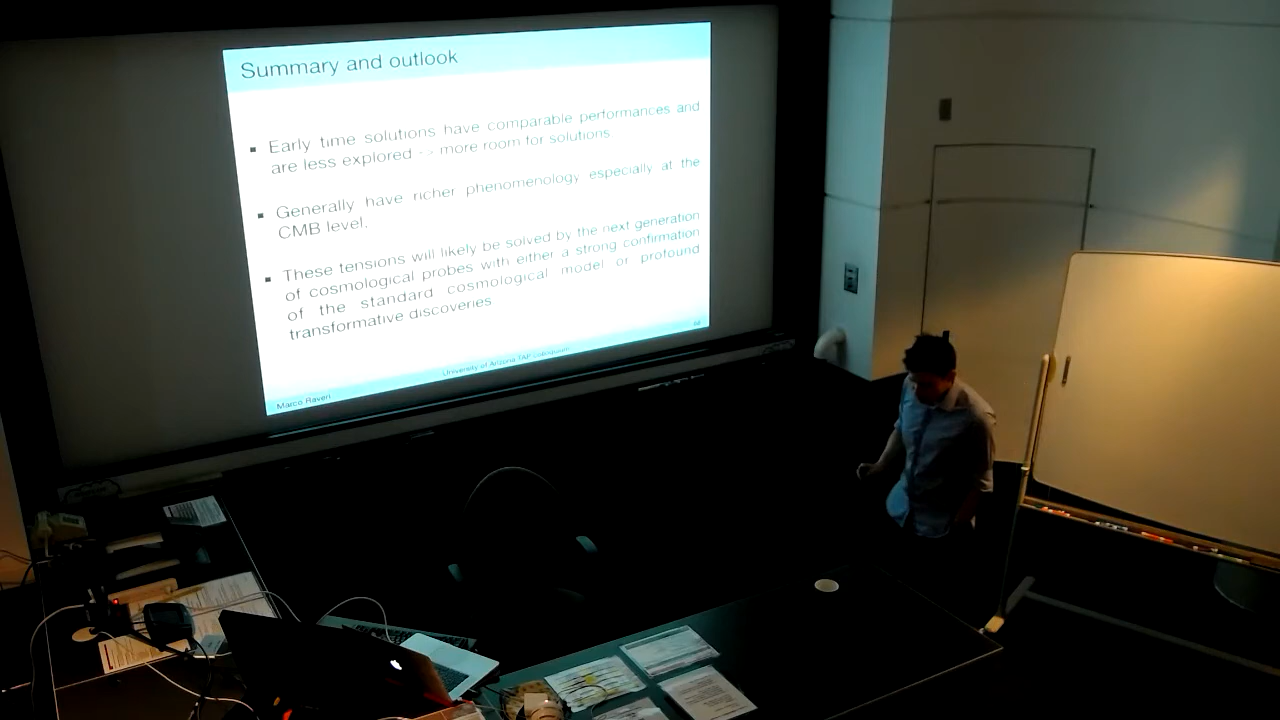 Summary and outlook
Early time solutions have comparable performances and
are less explored -> more room for solutions.
Generally have richer phenomenology especially at the
CMB level.
These tensions will likely be solved by the next generation
of cosmological probes with either a strong confirmation
of the standard cosmological model or profound
transformative discoveries
Marco Raveri
University of Arizona TAP Colloquium